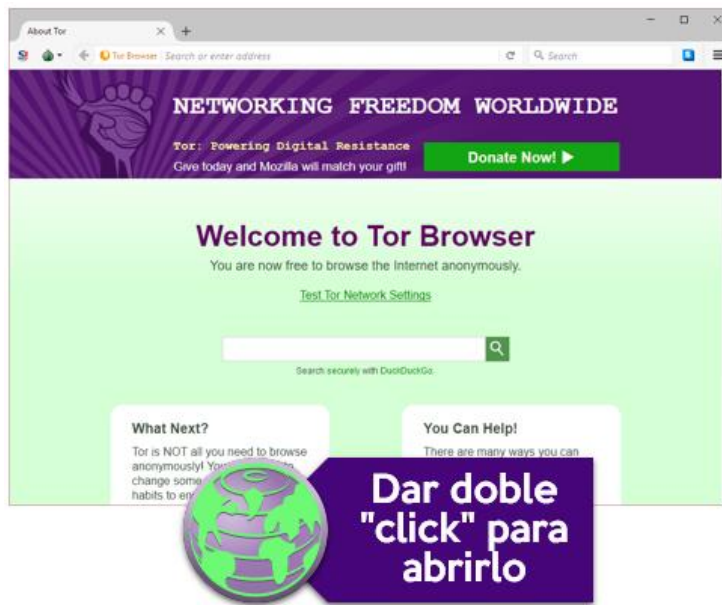 About Tor
Tor Browser Search or enter address
Search
NETWORKING FREEDOM WORLDWIDE
Tor: Powering Digital Resistance
Give today and Mozilla will match your gift!
Donate Now!
Welcome to Tor Browser
You are now free to browse the Internet anonymously.
Test Tor Network Settings
Search securely with DuckDuckGo.
What Next?
Tor is NOT all you need to browse
anonymously! You
change some
habits to
You Can Help!
There are many ways you can
Dar doble
"click" para
abrirlo